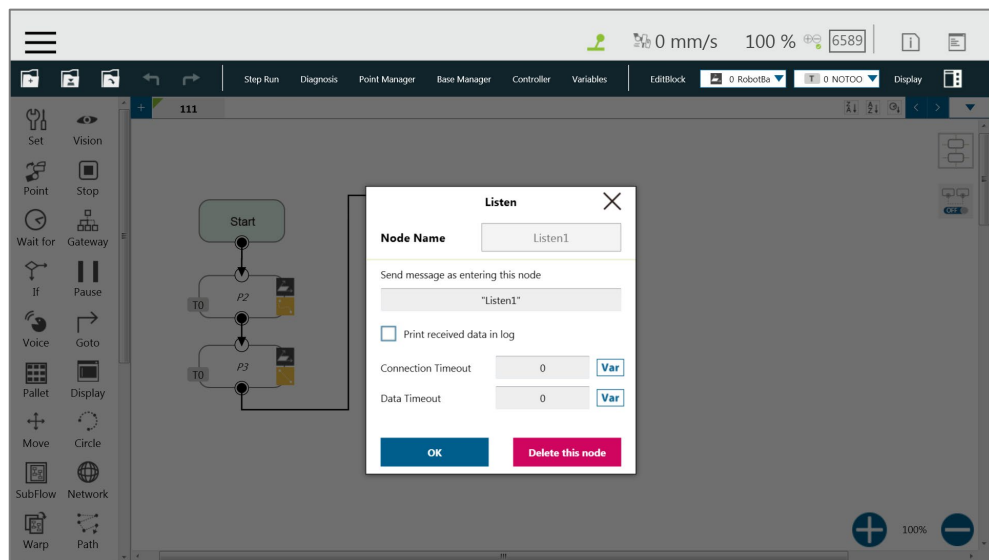 0 mm/s 100 % 6589
Step Run Diagnosis Point Manager Base Manager Controller Variables EditBlock 0 RobotBa T 0 NOTOO Display
111
Set Vision
Point Stop
Wait for Gateway
If Pause
Voice Goto
Pallet Display
Move Circle
SubFlow Network
Warp Path
Start
P2
T0
P3
T0
Listen
Node Name Listen1
Send message as entering this node
"Listen1"
Print received data in log
Connection Timeout 0 Var
Data Timeout 0 Var
OK Delete this node
OFF
100%